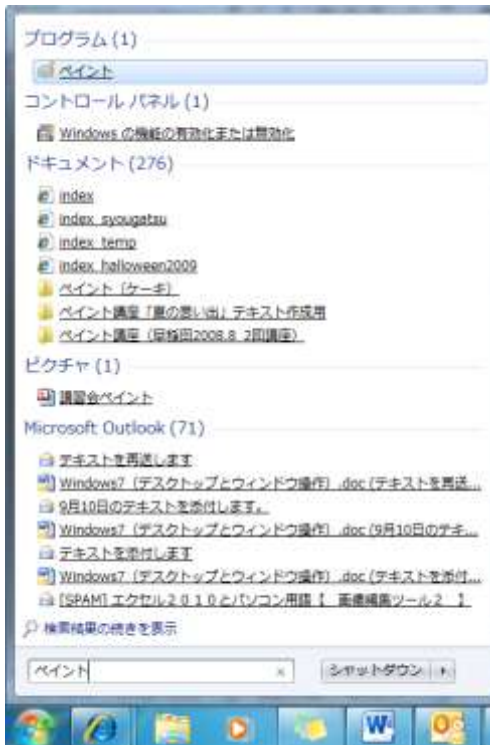 プログラム (1)
ペイント
コントロール パネル (1)
Windows の機能の有効化または無効化
ドキュメント (276)
index
index_syougatsu
index_temp
index_halloween2009
ペイント（ケーキ）
ペイント講座「夏の思い出」テキスト作成用
ペイント講座（早稲田2008.8_2回講座）
ピクチャ (1)
講習会ペイント
Microsoft Outlook (71)
テキストを再送します
Windows7（デスクトップとウィンドウ操作）.doc (テキストを再送...
9月10日のテキストを添付します。
Windows7（デスクトップとウィンドウ操作）.doc (9月10日のテキ...
テキストを添付します
Windows7（デスクトップとウィンドウ操作）.doc (テキストを添付...
[SPAM] エクセル２０１０とパソコン用語【　画像編集ツール２　】
検索結果の続きを表示
ペイント
シャットダウン